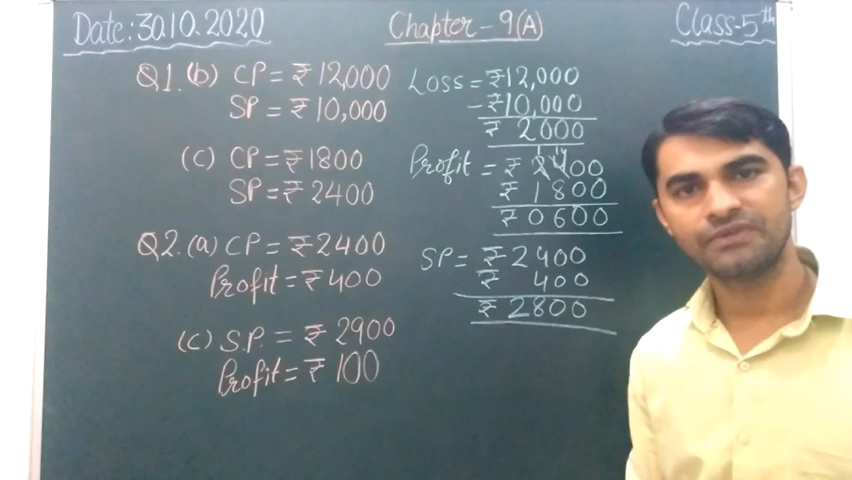 Date: 30.10.2020
Chapter - 9(A)
Class-5th
Q1.(b) CP = ₹ 12,000
SP = ₹ 10,000
Loss = ₹12,000
- ₹10,000
₹ 2000
(c) CP = ₹1800
SP = ₹2400
Profit = ₹ 2400
₹ 1800
₹ 0600
Q2.(a) CP = ₹2400
Profit = ₹400
SP = ₹ 2400
₹ 400
₹ 2800
(c) S.P. = ₹ 2900
Profit = ₹ 100